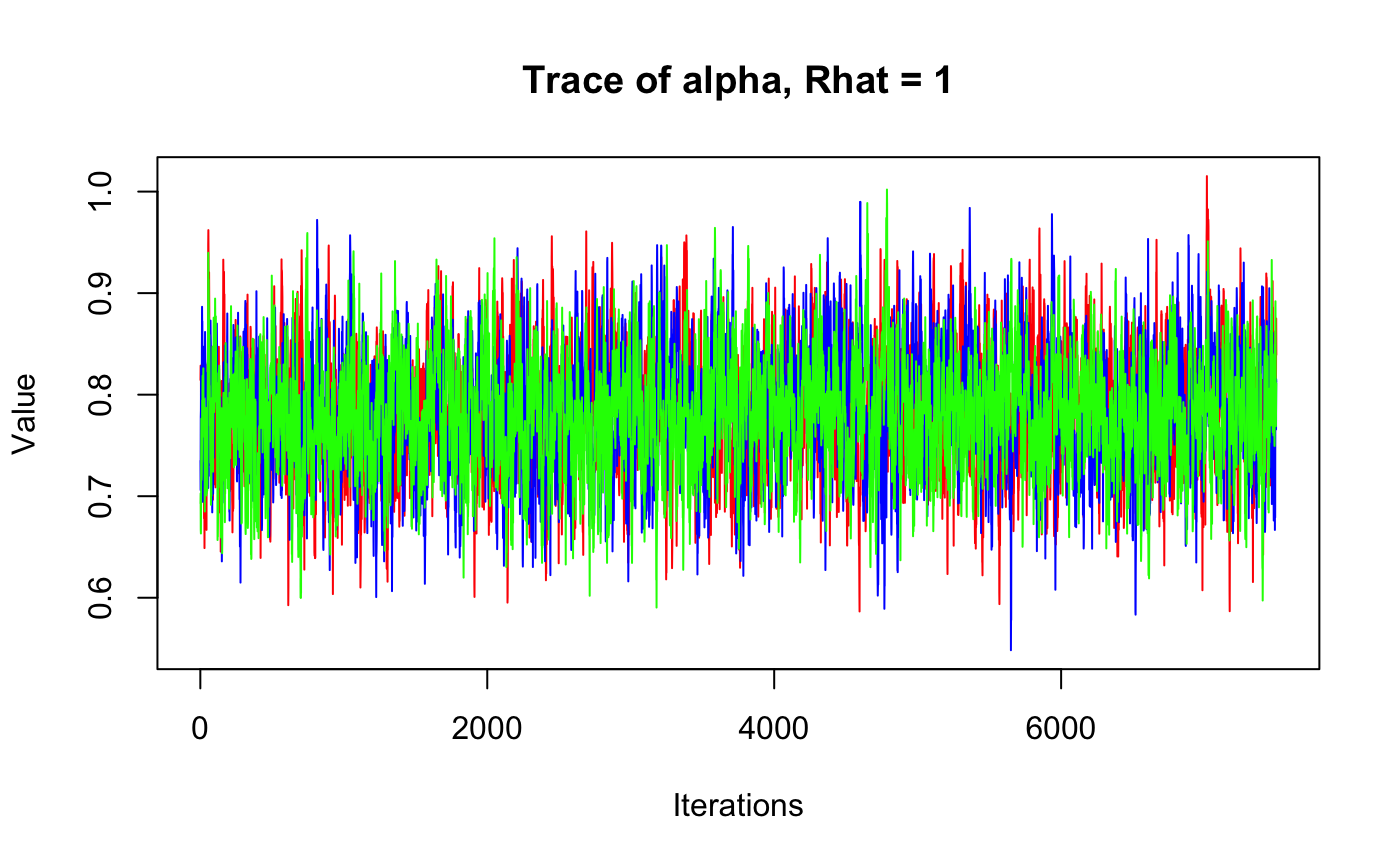 Trace of alpha, Rhat = 1
Value
1.0
0.9
0.8
0.7
0.6
0 2000 4000 6000
Iterations